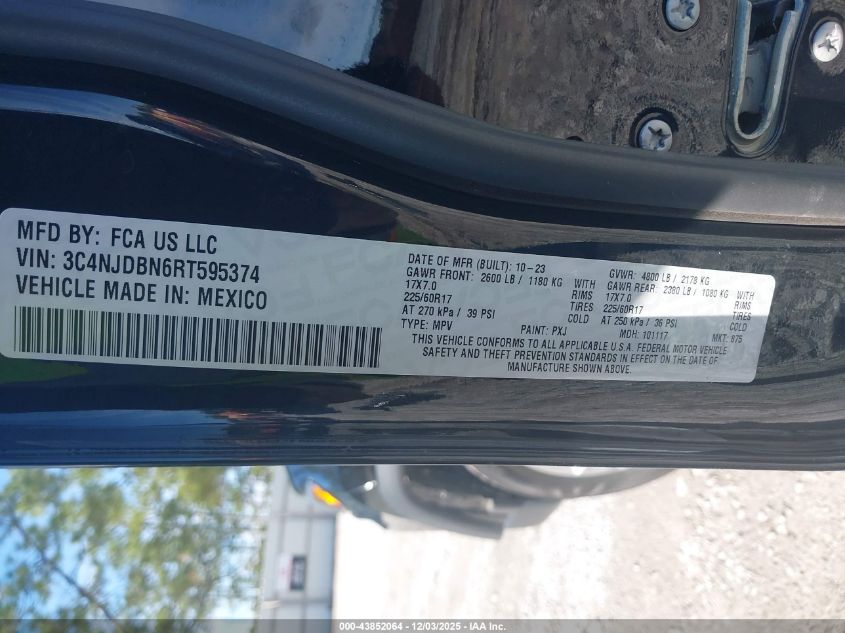 MFD BY: FCA US LLC
VIN: 3C4NJDBN6RT595374
VEHICLE MADE IN: MEXICO
DATE OF MFR (BUILT): 10-23 GVWR: 4800 LB / 2178 KG
GAWR FRONT: 2600 LB / 1180 KG WITH GAWR REAR: 2380 LB / 1080 KG WITH
17X7.0 RIMS 17X7.0 RIMS
225/60R17 TIRES 225/60R17 TIRES
AT 270 kPa / 39 PSI COLD AT 250 kPa / 36 PSI COLD
TYPE: MPV PAINT: PXJ MDH: 101117 MKT: 875
THIS VEHICLE CONFORMS TO ALL APPLICABLE U.S.A. FEDERAL MOTOR VEHICLE
SAFETY AND THEFT PREVENTION STANDARDS IN EFFECT ON THE DATE OF
MANUFACTURE SHOWN ABOVE.
000-43852064 - 12/03/2025 - IAA Inc.